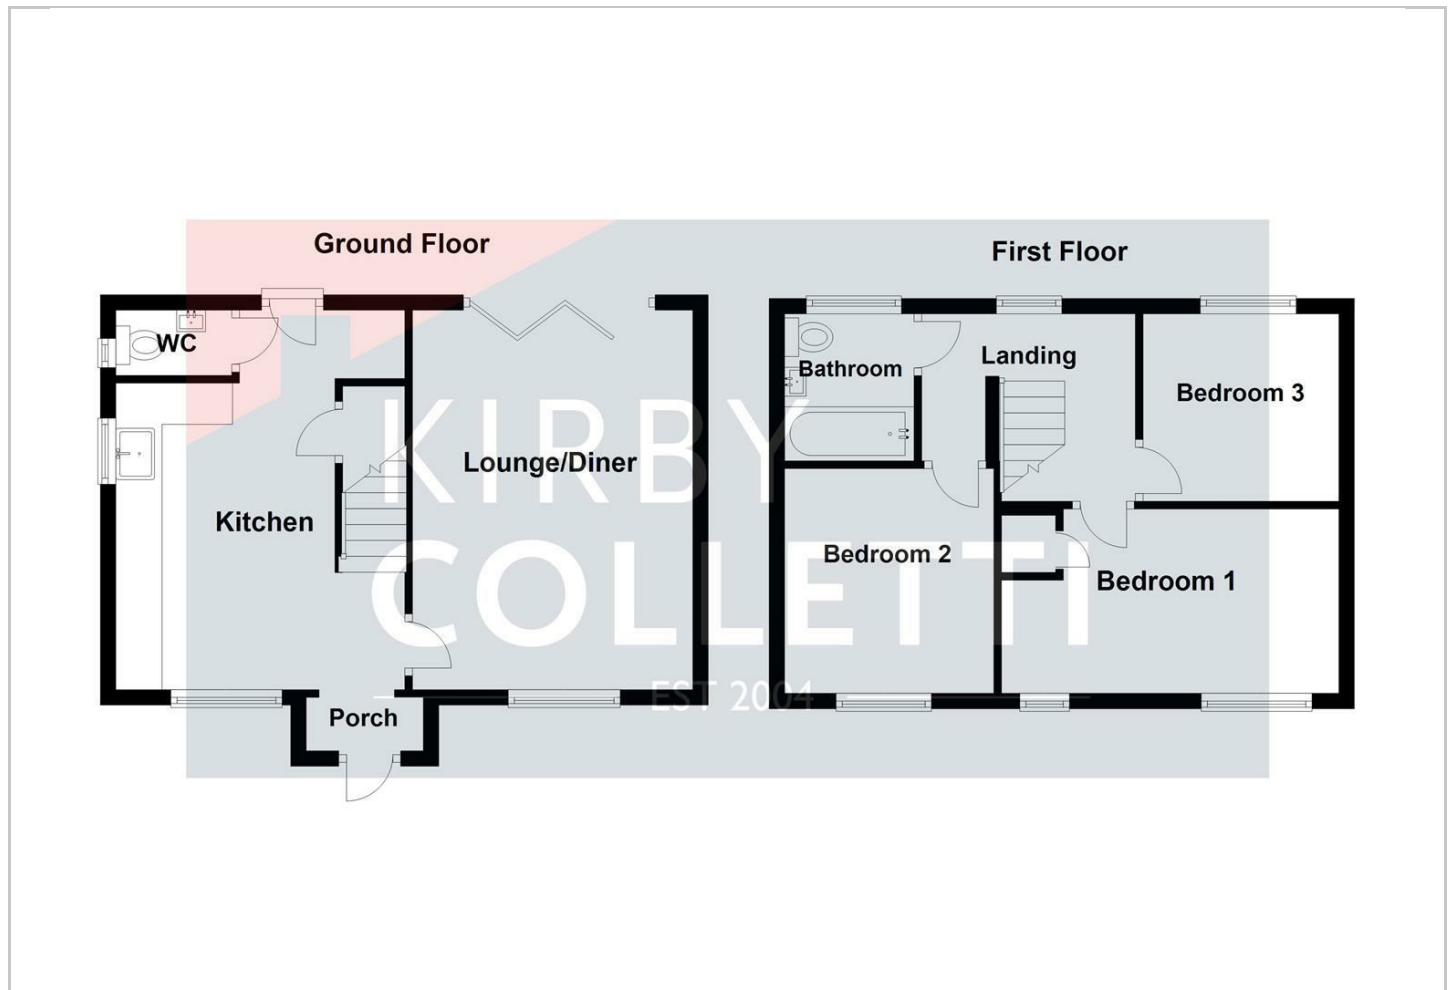 Ground Floor
First Floor
WC
Landing
Bathroom
Bedroom 3
KIRBY
Lounge/Diner
Kitchen
Bedroom 2
COLLETTI
Bedroom 1
EST 2004
Porch